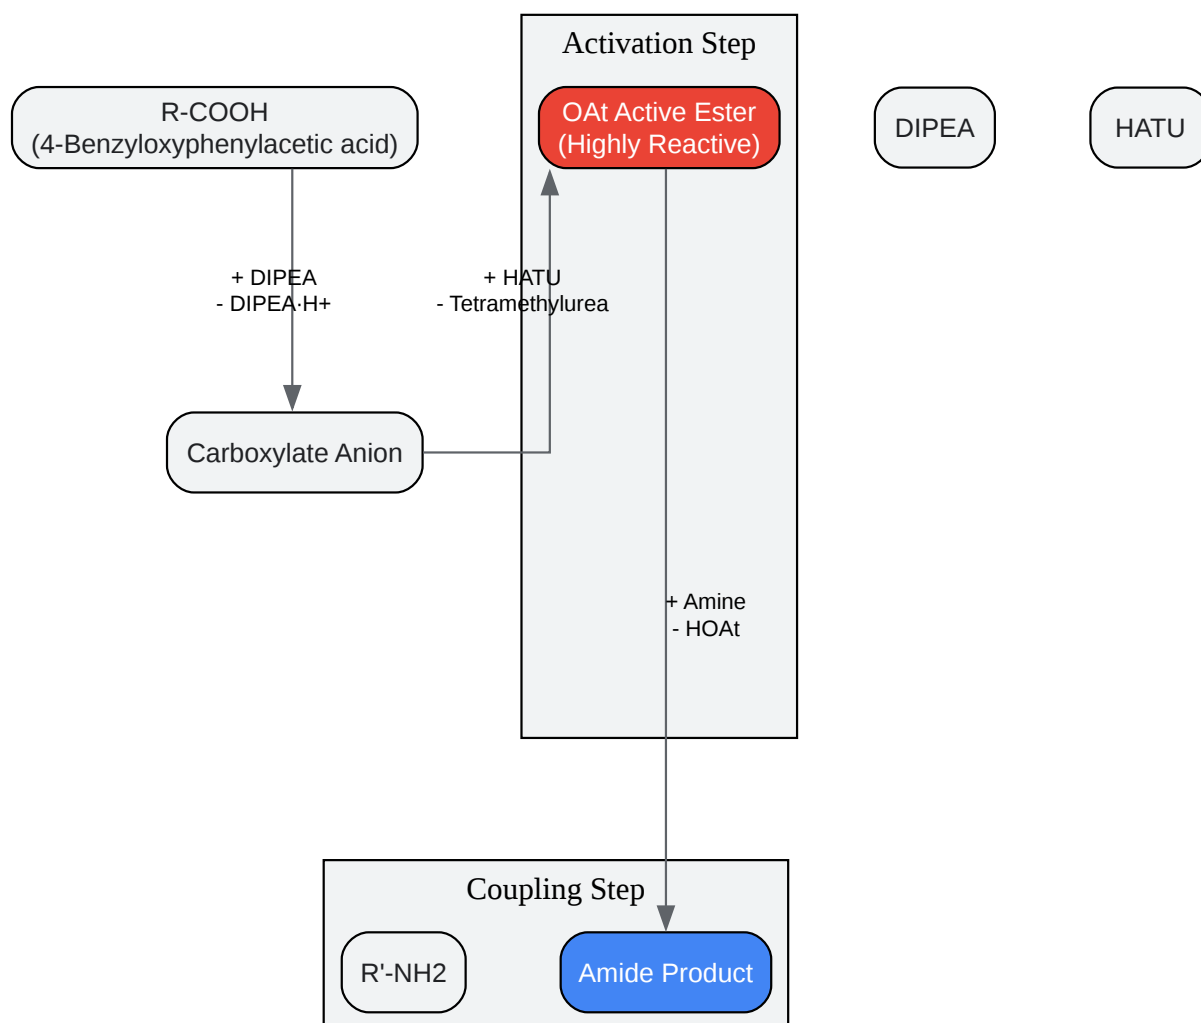 Activation Step
R-COOH
(4-Benzyloxyphenylacetic acid)
OAt Active Ester
(Highly Reactive)
DIPEA
HATU
+ DIPEA
- DIPEA·H+
+ HATU
- Tetramethylurea
Carboxylate Anion
+ Amine
- HOAt
Coupling Step
R'-NH2
Amide Product